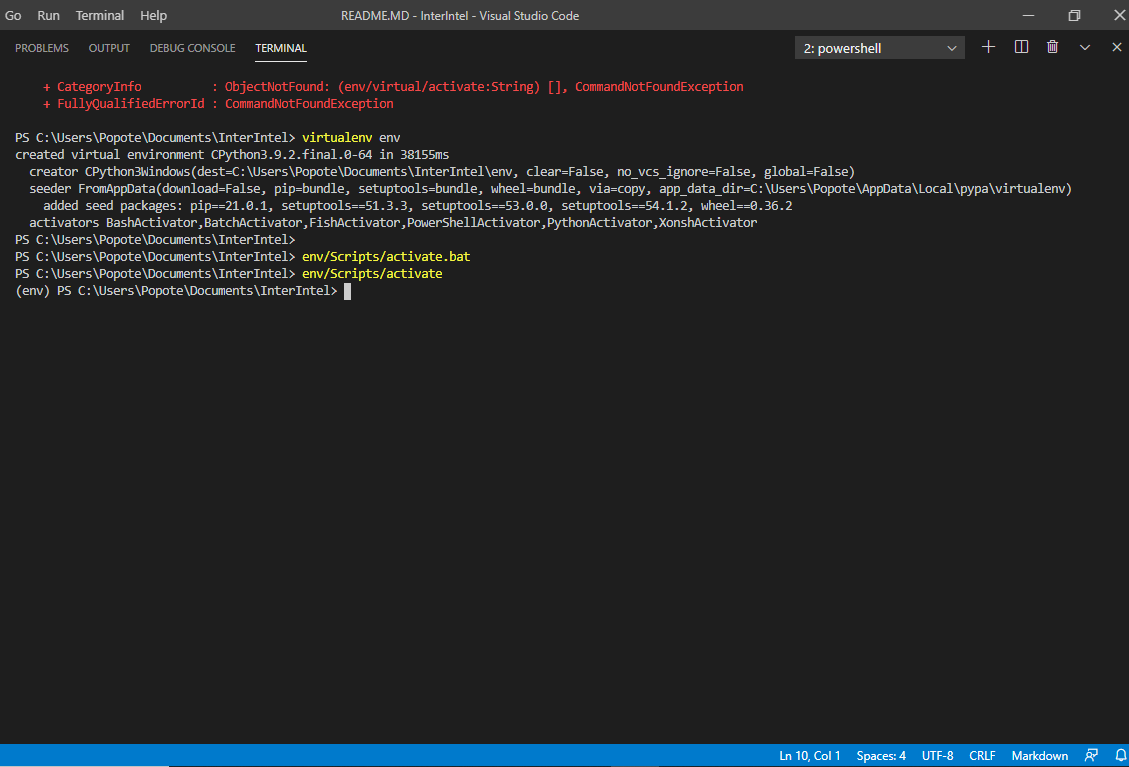 Go Run Terminal Help README.MD - InterIntel - Visual Studio Code
PROBLEMS OUTPUT DEBUG CONSOLE TERMINAL 2: powershell
+ CategoryInfo : ObjectNotFound: (env/virtual/activate:String) [], CommandNotFoundException
+ FullyQualifiedErrorId : CommandNotFoundException
PS C:\Users\Popote\Documents\InterIntel> virtualenv env
created virtual environment CPython3.9.2.final.0-64 in 38155ms
creator CPython3Windows(dest=C:\Users\Popote\Documents\InterIntel\env, clear=False, no_vcs_ignore=False, global=False)
seeder FromAppData(download=False, pip=bundle, setuptools=bundle, wheel=bundle, via=copy, app_data_dir=C:\Users\Popote\AppData\Local\pypa\virtualenv)
added seed packages: pip==21.0.1, setuptools==51.3.3, setuptools==53.0.0, setuptools==54.1.2, wheel==0.36.2
activators BashActivator,BatchActivator,FishActivator,PowerShellActivator,PythonActivator,XonshActivator
PS C:\Users\Popote\Documents\InterIntel>
PS C:\Users\Popote\Documents\InterIntel> env/Scripts/activate.bat
PS C:\Users\Popote\Documents\InterIntel> env/Scripts/activate
(env) PS C:\Users\Popote\Documents\InterIntel>
Ln 10, Col 1 Spaces: 4 UTF-8 CRLF Markdown